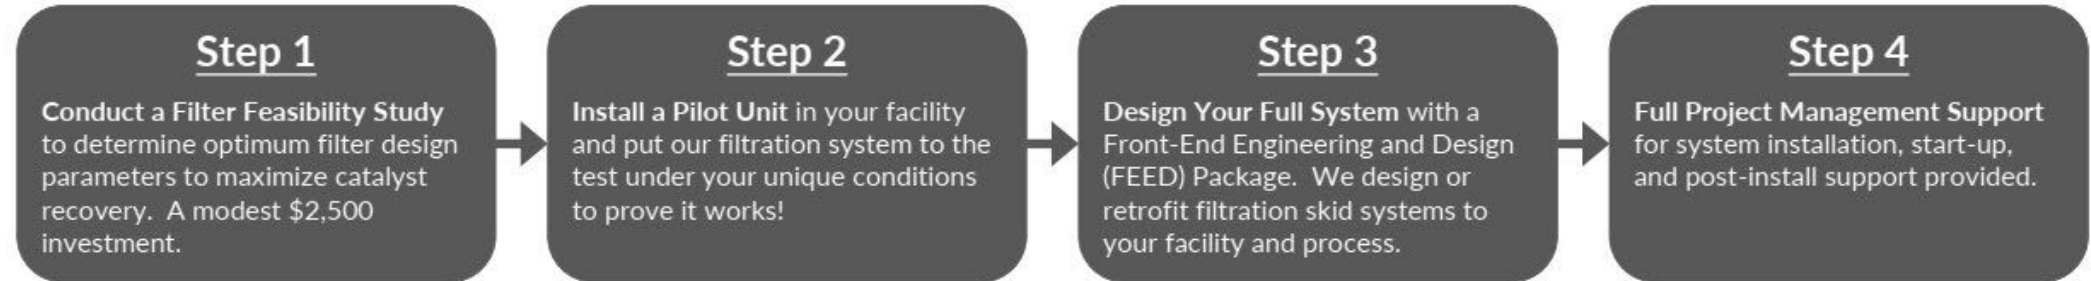 Step 1
Conduct a Filter Feasibility Study
to determine optimum filter design
parameters to maximize catalyst
recovery.  A modest $2,500
investment.
Step 2
Install a Pilot Unit in your facility
and put our filtration system to the
test under your unique conditions
to prove it works!
Step 3
Design Your Full System with a
Front-End Engineering and Design
(FEED) Package.  We design or
retrofit filtration skid systems to
your facility and process.
Step 4
Full Project Management Support
for system installation, start-up,
and post-install support provided.